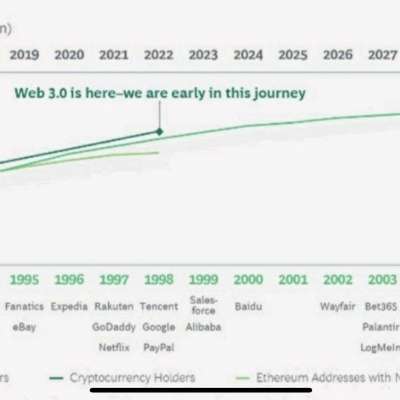 n)
2019 2020 2021 2022 2023 2024 2025 2026 2027
Web 3.0 is here–we are early in this journey
1995 1996 1997 1998 1999 2000 2001 2002 2003
Fanatics Expedia Rakuten Tencent Sales- Baidu Wayfair Bet365
force
eBay GoDaddy Google Alibaba Palantir
Netflix PayPal LogMeIn
rs Cryptocurrency Holders Ethereum Addresses with N